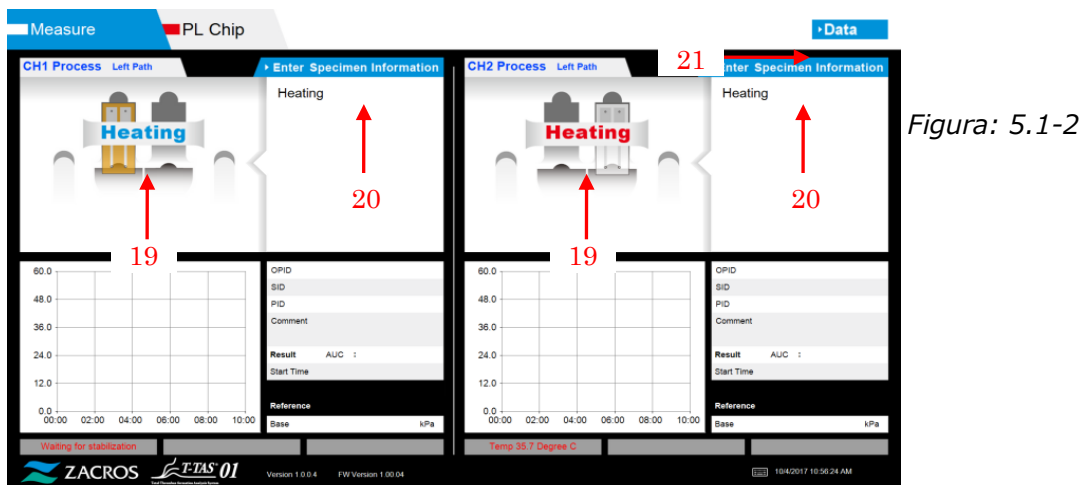 Measure
PL Chip
Data
CH1 Process Left Path
Enter Specimen Information
Heating
Heating
20
19
60.0
48.0
36.0
24.0
12.0
0.0
00:00 02:00 04:00 06:00 08:00 10:00
OPID
SID
PID
Comment
Result AUC :
Start Time
Reference
Base kPa
Waiting for stabilization
CH2 Process Left Path
21
Enter Specimen Information
Heating
Heating
20
19
60.0
48.0
36.0
24.0
12.0
0.0
00:00 02:00 04:00 06:00 08:00 10:00
OPID
SID
PID
Comment
Result AUC :
Start Time
Reference
Base kPa
Temp 35.7 Degree C
ZACROS T-TAS 01
Version 1.0.0.4 FW Version 1.00.04
10/4/2017 10:56:24 AM
Figura: 5.1-2